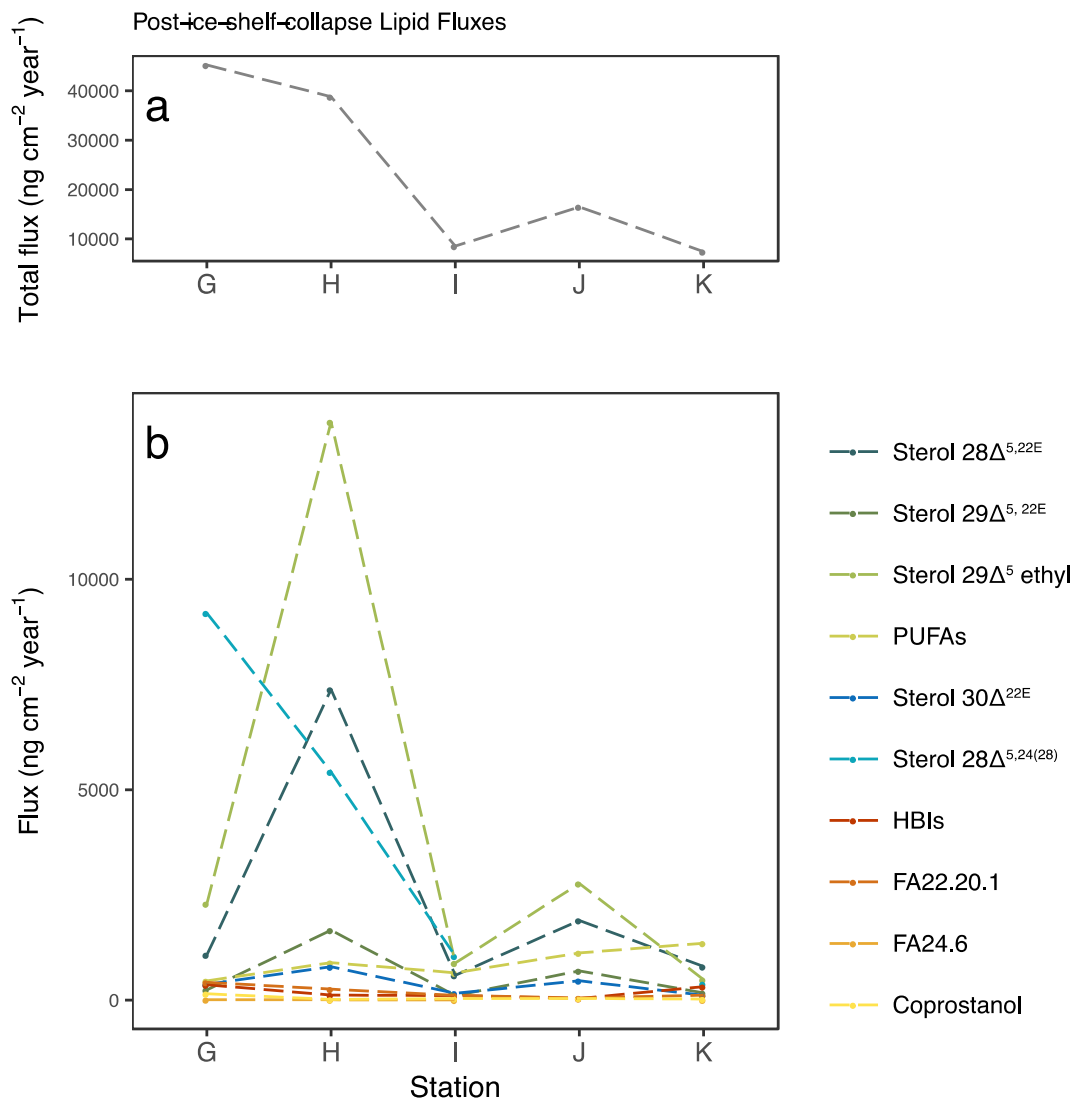 Post-ice-shelf-collapse Lipid Fluxes
a
Total flux (ng cm⁻² year⁻¹)
40000
30000
20000
10000
G H I J K
b
Flux (ng cm⁻² year⁻¹)
10000
5000
0
G H I J K
Station
Sterol 28Δ⁵,²²ᴱ
Sterol 29Δ⁵, ²²ᴱ
Sterol 29Δ⁵ ethyl
PUFAs
Sterol 30Δ²²ᴱ
Sterol 28Δ⁵,²⁴⁽²⁸⁾
HBIs
FA22.20.1
FA24.6
Coprostanol